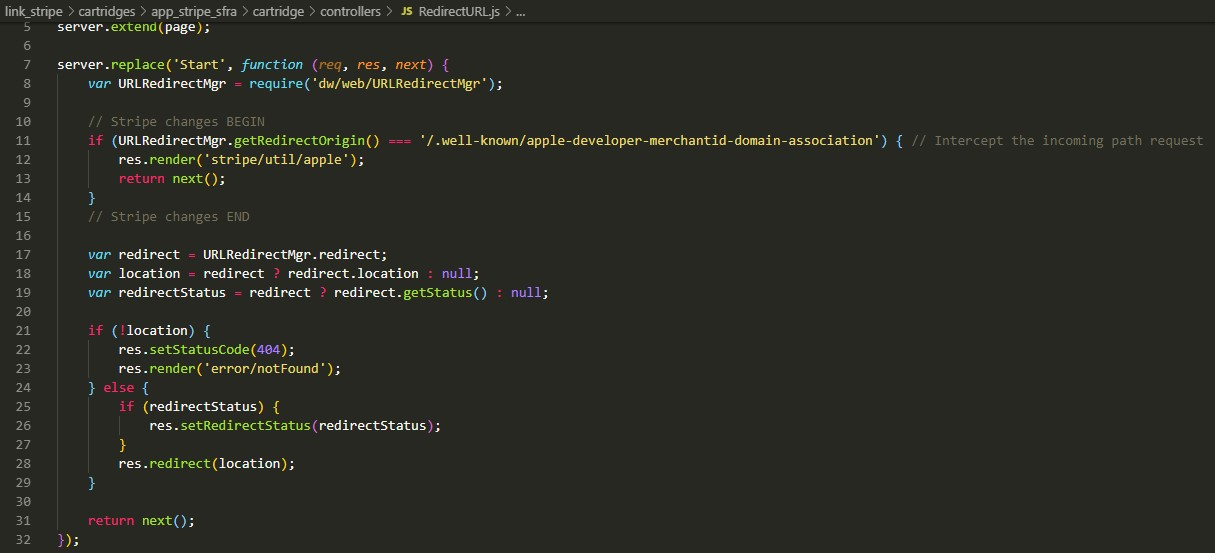 link_stripe > cartridges > app_stripe_sfra > cartridge > controllers > JS RedirectURL.js > ...
5 server.extend(page);
6
7 server.replace('Start', function (req, res, next) {
8     var URLRedirectMgr = require('dw/web/URLRedirectMgr');
9
10     // Stripe changes BEGIN
11     if (URLRedirectMgr.getRedirectOrigin() === '/.well-known/apple-developer-merchantid-domain-association') { // Intercept the incoming path request
12         res.render('stripe/util/apple');
13         return next();
14     }
15     // Stripe changes END
16
17     var redirect = URLRedirectMgr.redirect;
18     var location = redirect ? redirect.location : null;
19     var redirectStatus = redirect ? redirect.getStatus() : null;
20
21     if (!location) {
22         res.setStatusCode(404);
23         res.render('error/notFound');
24     } else {
25         if (redirectStatus) {
26             res.setRedirectStatus(redirectStatus);
27         }
28         res.redirect(location);
29     }
30
31     return next();
32 });